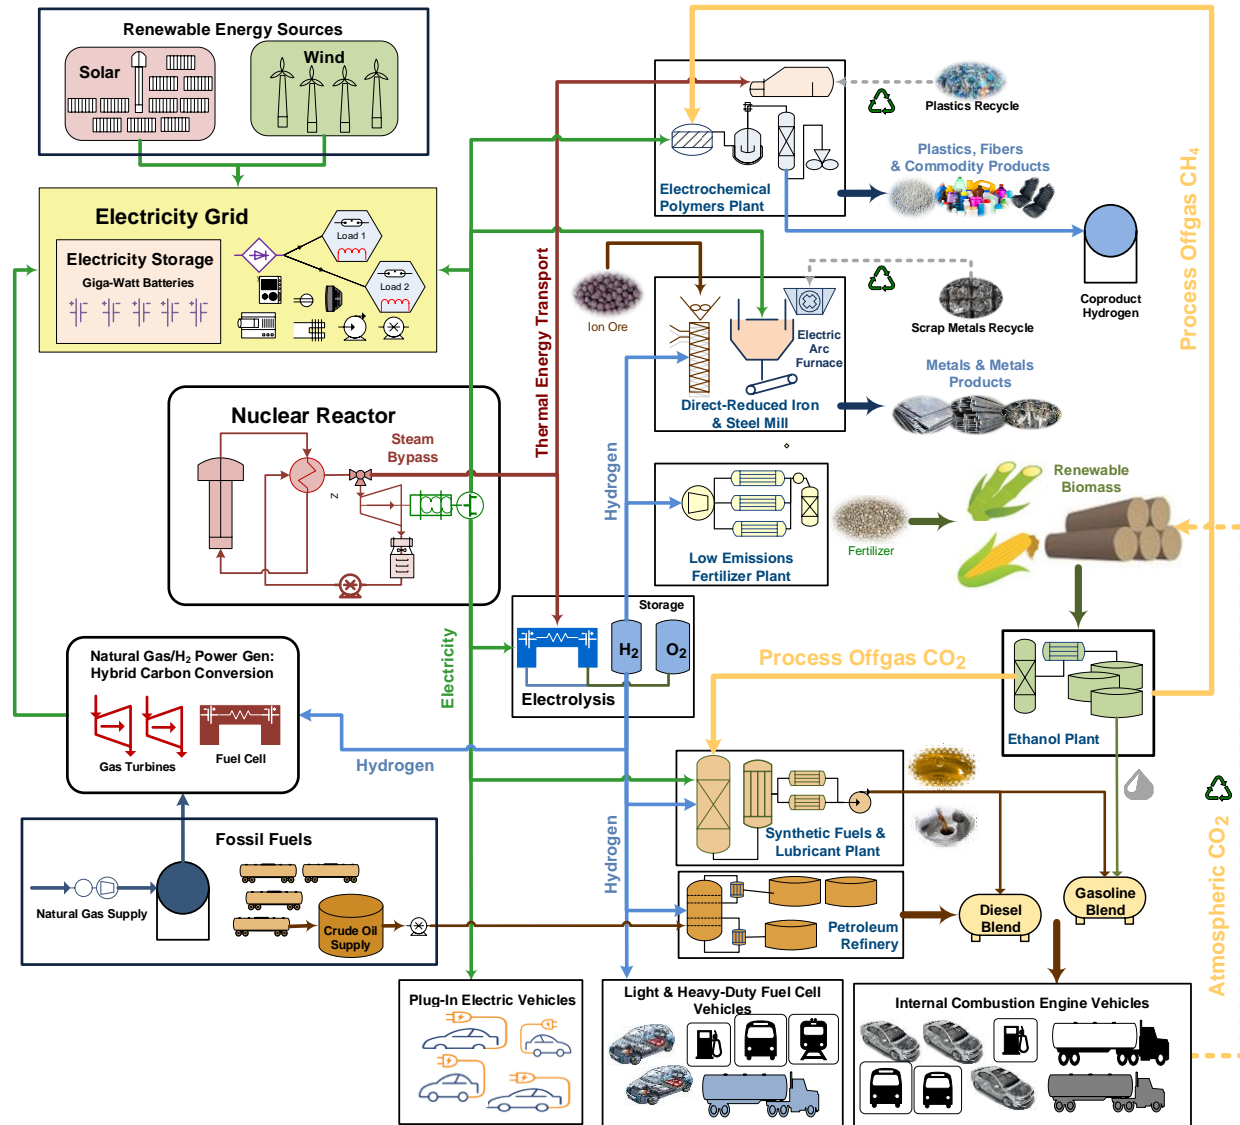 Renewable Energy Sources
Solar
Wind
Electricity Grid
Electricity Storage
Giga-Watt Batteries
Load 1
Load 2
Nuclear Reactor
Steam
Bypass
Z
Thermal Energy Transport
Electricity
Hydrogen
Plastics Recycle
Plastics, Fibers
& Commodity Products
Electrochemical
Polymers Plant
Coproduct
Hydrogen
Process Offgas CH₄
Ion Ore
Electric
Arc
Furnace
Scrap Metals Recycle
Metals & Metals
Products
Direct-Reduced Iron
& Steel Mill
Low Emissions
Fertilizer Plant
Fertilizer
Renewable
Biomass
Storage
H₂
O₂
Electrolysis
Process Offgas CO₂
Ethanol Plant
Natural Gas/H₂ Power Gen:
Hybrid Carbon Conversion
Gas Turbines
Fuel Cell
Hydrogen
Synthetic Fuels &
Lubricant Plant
Hydrogen
Fossil Fuels
Natural Gas Supply
Crude Oil
Supply
Petroleum
Refinery
Diesel
Blend
Gasoline
Blend
Atmospheric CO₂
Plug-In Electric Vehicles
Light & Heavy-Duty Fuel Cell
Vehicles
Internal Combustion Engine Vehicles